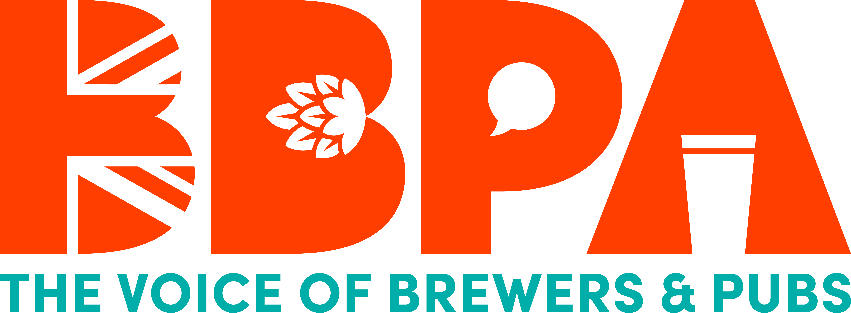 BBPA
THE VOICE OF BREWERS & PUBS